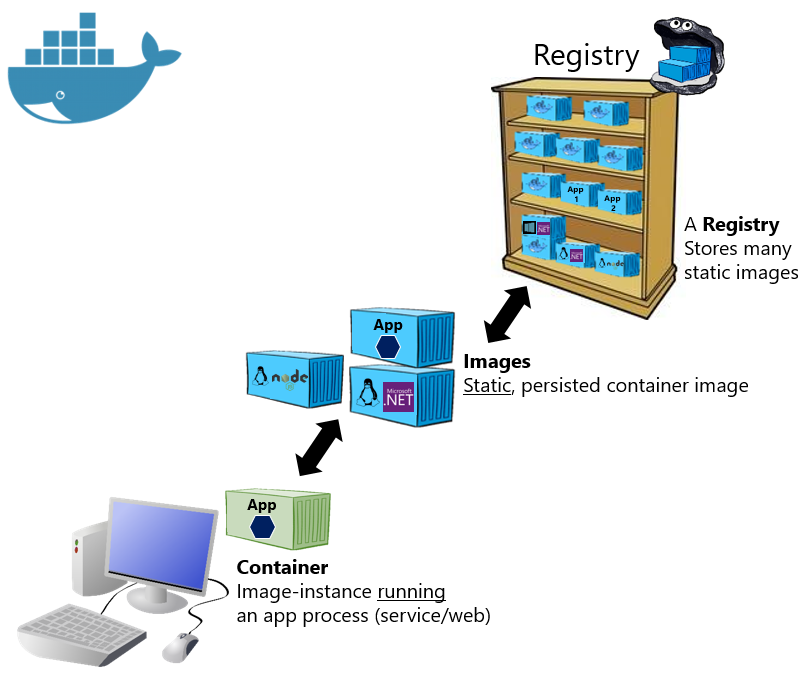 Registry
App
1
App
2
.NET
.NET
node
A Registry
Stores many
static images
App
Images
Static, persisted container image
node
Microsoft
.NET
App
Container
Image-instance running
an app process (service/web)